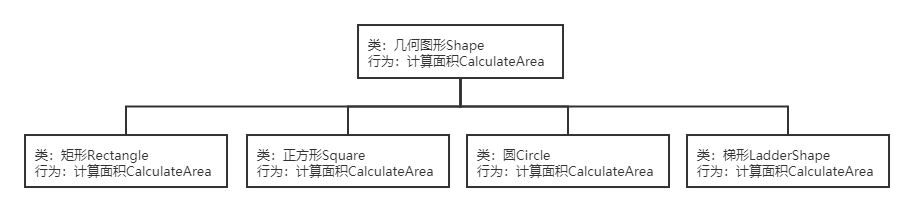 类：几何图形Shape
行为：计算面积CalculateArea
类：矩形Rectangle
行为：计算面积CalculateArea
类：正方形Square
行为：计算面积CalculateArea
类：圆Circle
行为：计算面积CalculateArea
类：梯形LadderShape
行为：计算面积CalculateArea